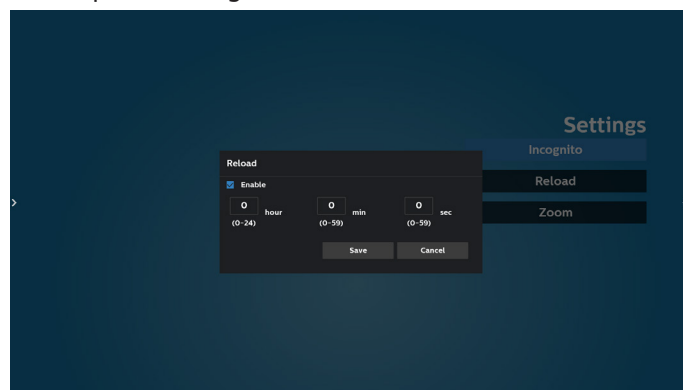 Settings
Incognito
Reload
Zoom
Reload
Enable
0 hour 0 min 0 sec
(0-24) (0-59) (0-59)
Save Cancel